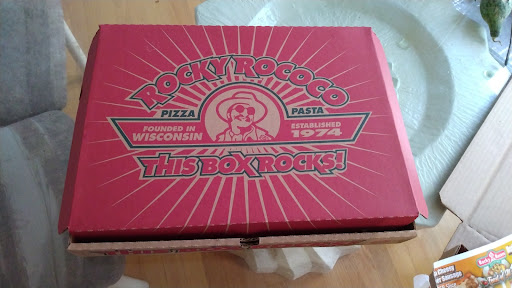 ROCKY ROCOCO
PIZZA PASTA
FOUNDED IN
WISCONSIN
ESTABLISHED
1974
THIS BOX ROCKS!